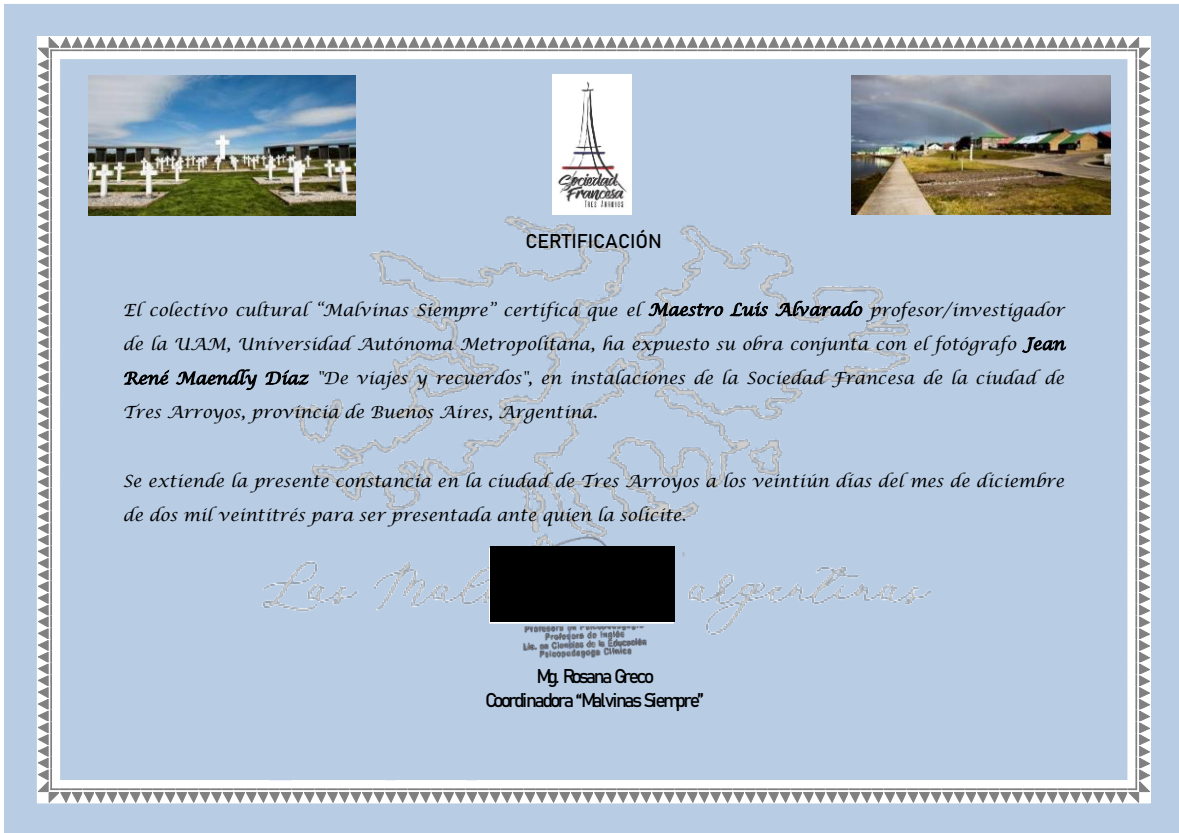 Sociedad
Francesa
TRES ARROYOS
CERTIFICACIÓN
El colectivo cultural “Malvinas Siempre” certifica que el Maestro Luis Alvarado profesor/investigador
de la UAM, Universidad Autónoma Metropolitana, ha expuesto su obra conjunta con el fotógrafo Jean
René Maendly Díaz "De viajes y recuerdos", en instalaciones de la Sociedad Francesa de la ciudad de
Tres Arroyos, provincia de Buenos Aires, Argentina.
Se extiende la presente constancia en la ciudad de Tres Arroyos a los veintiún días del mes de diciembre
de dos mil veintitrés para ser presentada ante quien la solicite.
Las argentinas
Profesora de Psicopedagogía
Profesora de Inglés
Lic. en Ciencias de la Educación
Psicopedagoga Clínica
Mg. Rosana Greco
Coordinadora “Malvinas Siempre”